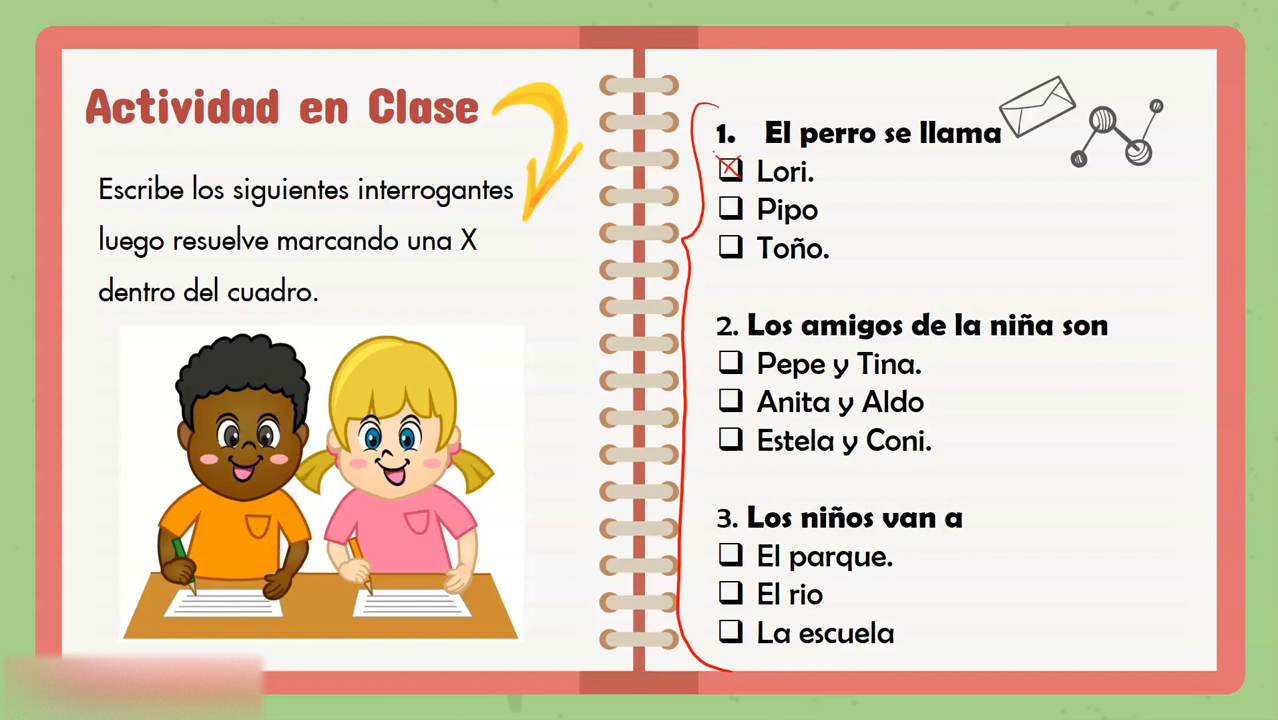 Actividad en Clase
Escribe los siguientes interrogantes
luego resuelve marcando una X
dentro del cuadro.
1. El perro se llama
Lori.
Pipo
Toño.
2. Los amigos de la niña son
Pepe y Tina.
Anita y Aldo
Estela y Coni.
3. Los niños van a
El parque.
El rio
La escuela